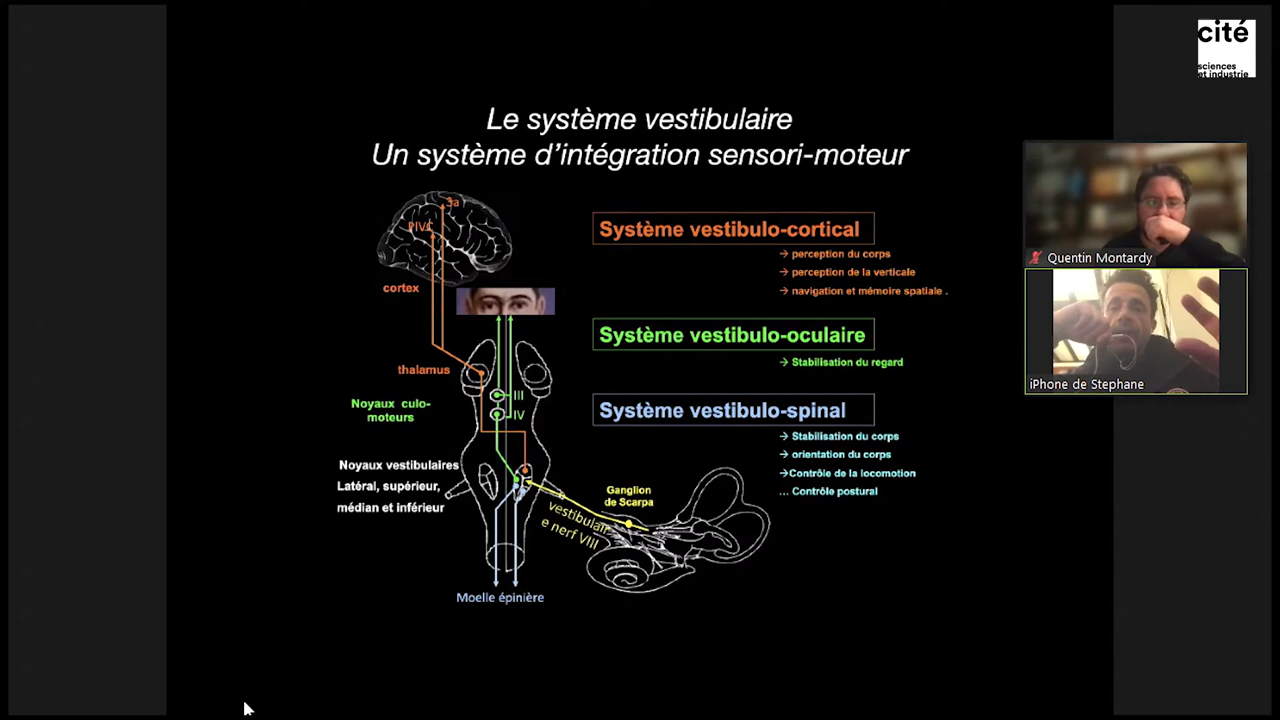 cité
sciences
et industrie
Le système vestibulaire
Un système d’intégration sensori-moteur
3a
PIVC
cortex
thalamus
III
IV
Noyaux culo-
moteurs
Noyaux vestibulaires
Latéral, supérieur,
médian et inférieur
vestibulair
e nerf VIII
Ganglion
de Scarpa
Moelle épinière
Système vestibulo-cortical
→ perception du corps
→ perception de la verticale
→ navigation et mémoire spatiale .
Système vestibulo-oculaire
→ Stabilisation du regard
Système vestibulo-spinal
→ Stabilisation du corps
→ orientation du corps
→Contrôle de la locomotion
... Contrôle postural
Quentin Montardy
iPhone de Stephane